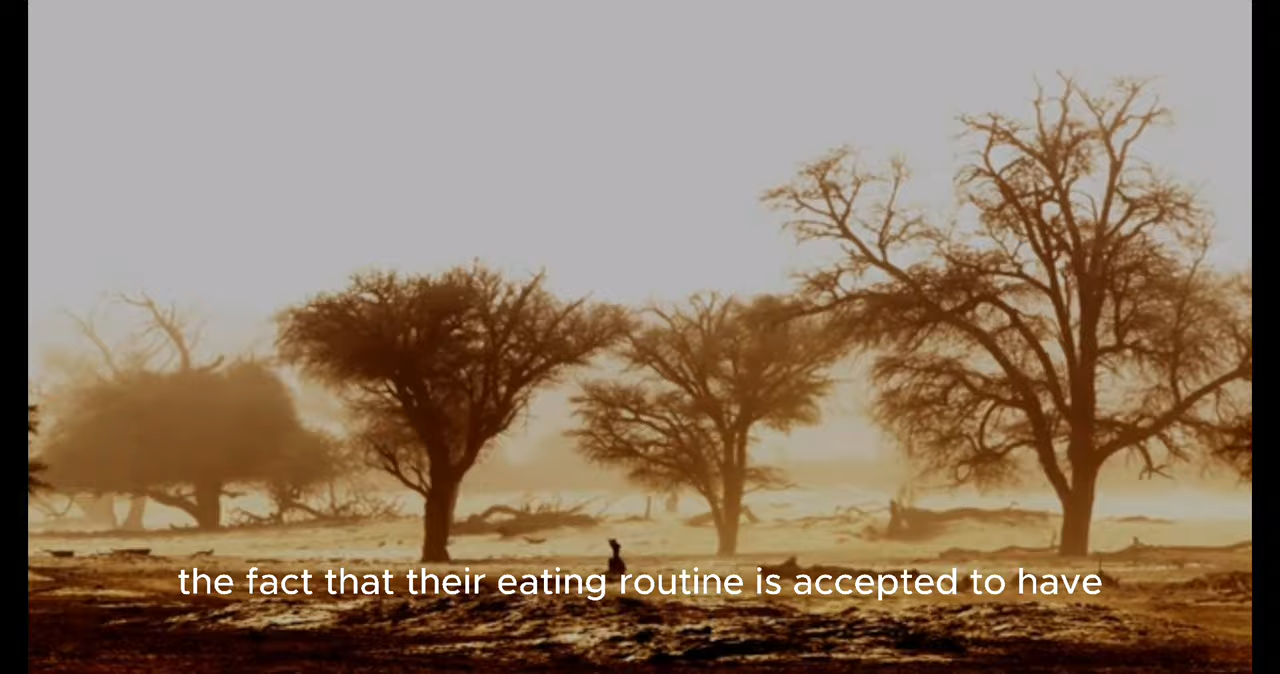 the fact that their eating routine is accepted to have